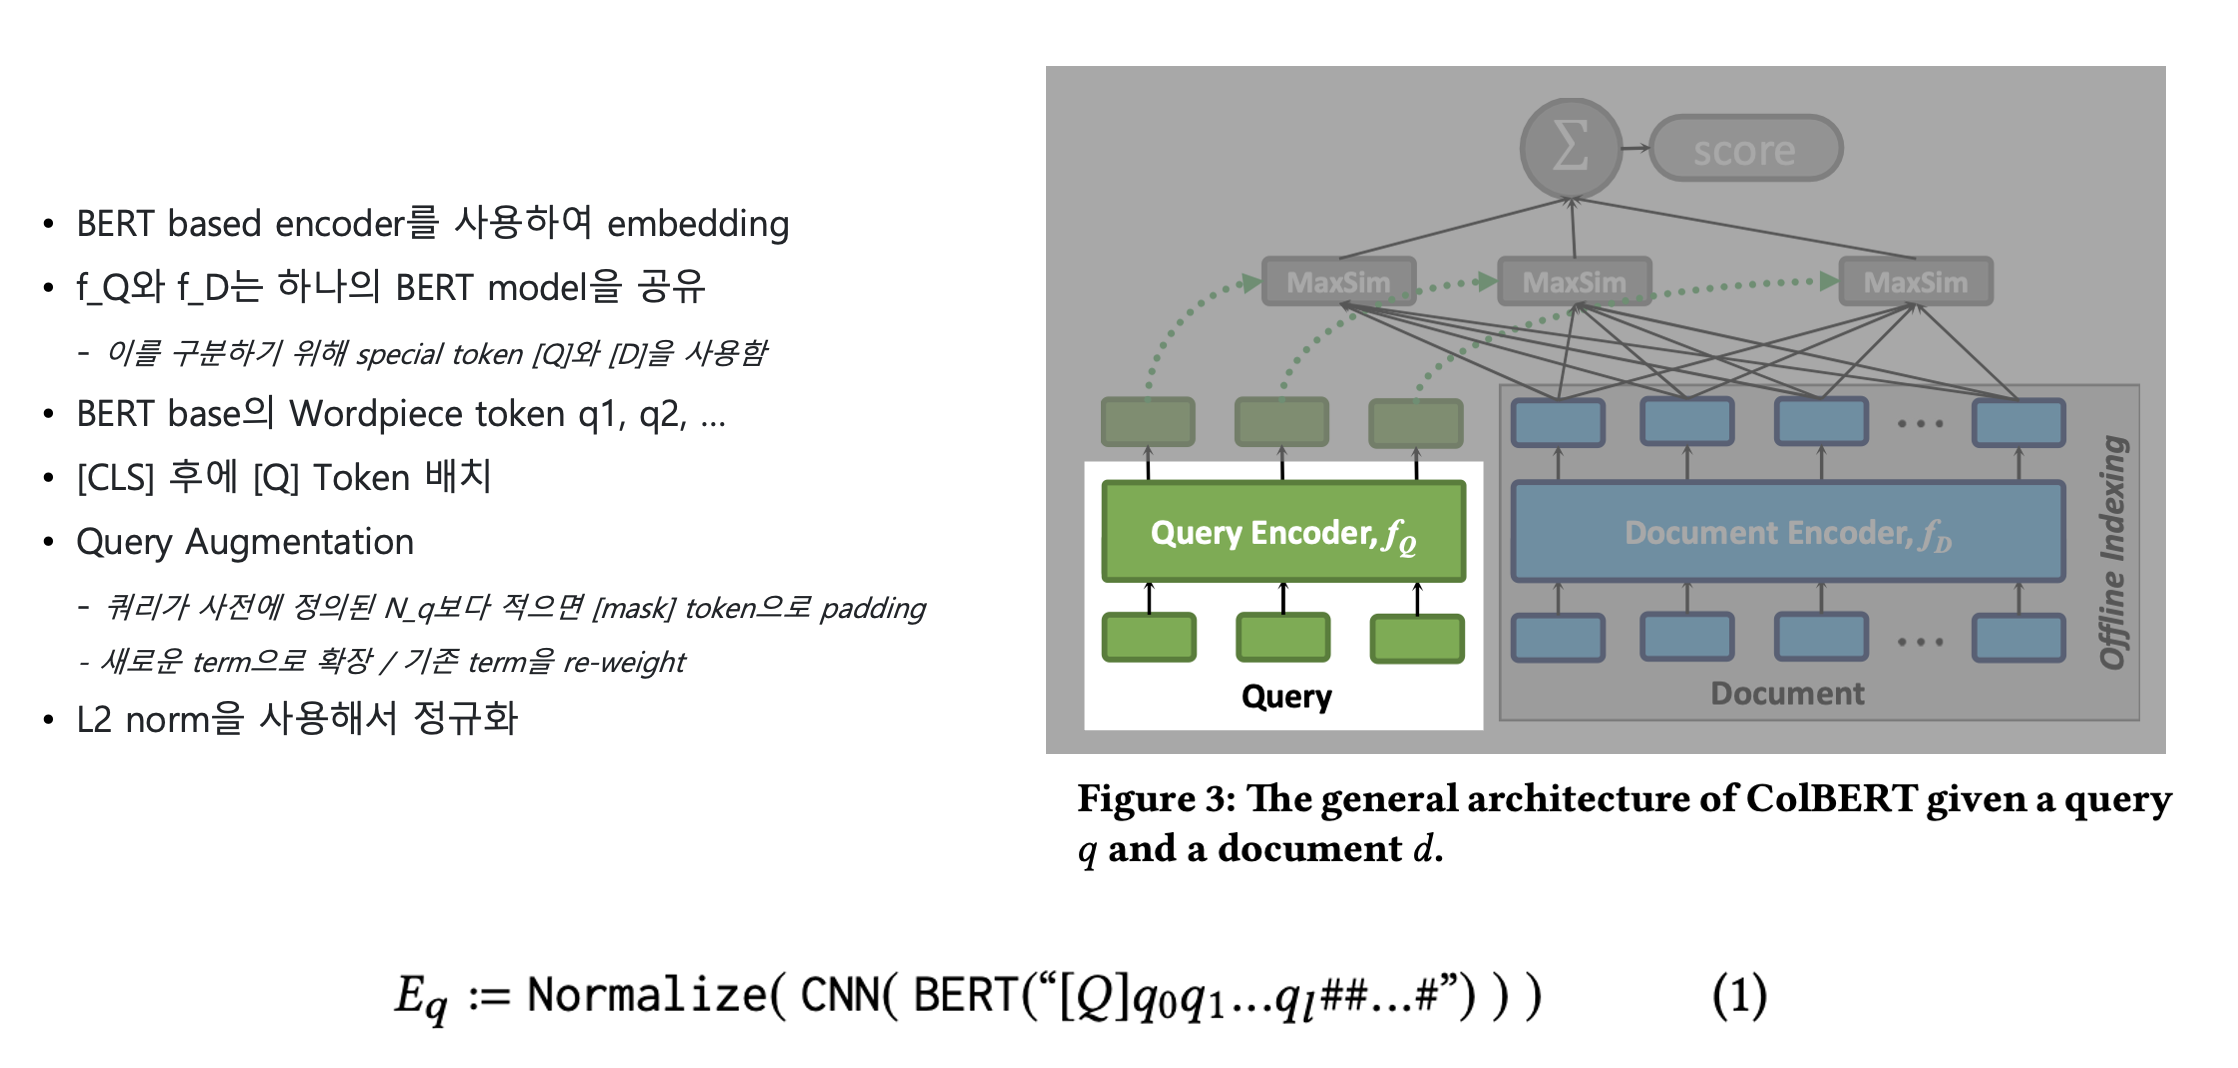 • BERT based encoder를 사용하여 embedding
• f_Q와 f_D는 하나의 BERT model을 공유
- 이를 구분하기 위해 special token [Q]와 [D]을 사용함
• BERT base의 Wordpiece token q1, q2, ...
• [CLS] 후에 [Q] Token 배치
• Query Augmentation
- 쿼리가 사전에 정의된 N_q보다 적으면 [mask] token으로 padding
- 새로운 term으로 확장 / 기존 term을 re-weight
• L2 norm을 사용해서 정규화
Σ
score
MaxSim
MaxSim
MaxSim
...
Query Encoder, f_Q
Document Encoder, f_D
...
Query
Document
Offline Indexing
Figure 3: The general architecture of ColBERT given a query
q and a document d.
E_q := Normalize( CNN( BERT(“[Q]q_0q_1...q_l##...#”) ) ) (1)